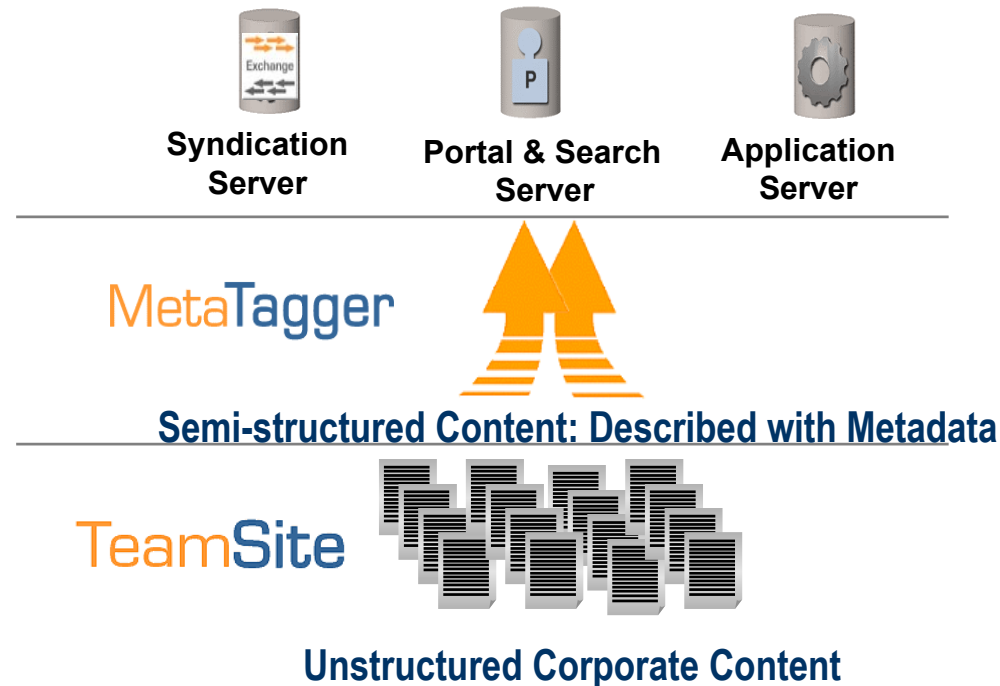 Exchange
P
Syndication
Server
Portal & Search
Server
Application
Server
MetaTagger
Semi-structured Content: Described with Metadata
TeamSite
Unstructured Corporate Content